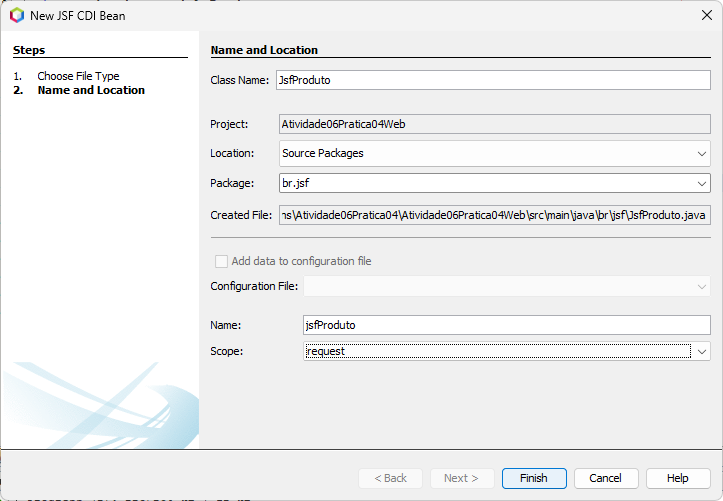 New JSF CDI Bean
Steps
1. Choose File Type
2. Name and Location
Name and Location
Class Name: JsfProduto
Project: Atividade06Pratica04Web
Location: Source Packages
Package: br.jsf
Created File: ns\Atividade06Pratica04\Atividade06Pratica04Web\src\main\java\br\jsf\JsfProduto.java
Add data to configuration file
Configuration File:
Name: jsfProduto
Scope: request
< Back Next > Finish Cancel Help